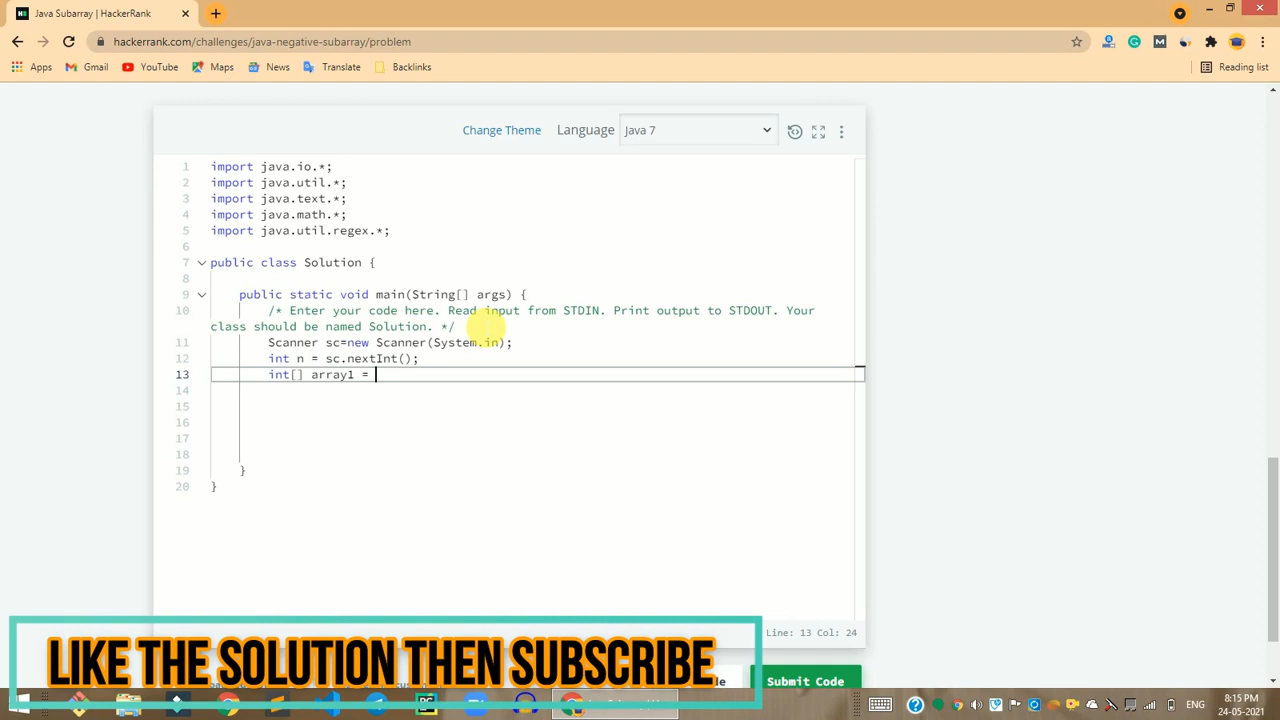 Java Subarray | HackerRank
hackerrank.com/challenges/java-negative-subarray/problem
Apps Gmail YouTube Maps News Translate Backlinks Reading list
Change Theme Language Java 7
1 import java.io.*;
2 import java.util.*;
3 import java.text.*;
4 import java.math.*;
5 import java.util.regex.*;
6
7 public class Solution {
8
9 public static void main(String[] args) {
10 /* Enter your code here. Read input from STDIN. Print output to STDOUT. Your
class should be named Solution. */
11 Scanner sc=new Scanner(System.in);
12 int n = sc.nextInt();
13 int[] array1 =
14
15
16
17
18
19 }
20 }
Line: 13 Col: 24
LIKE THE SOLUTION THEN SUBSCRIBE
Submit Code
ENG
8:15 PM
24-05-2021